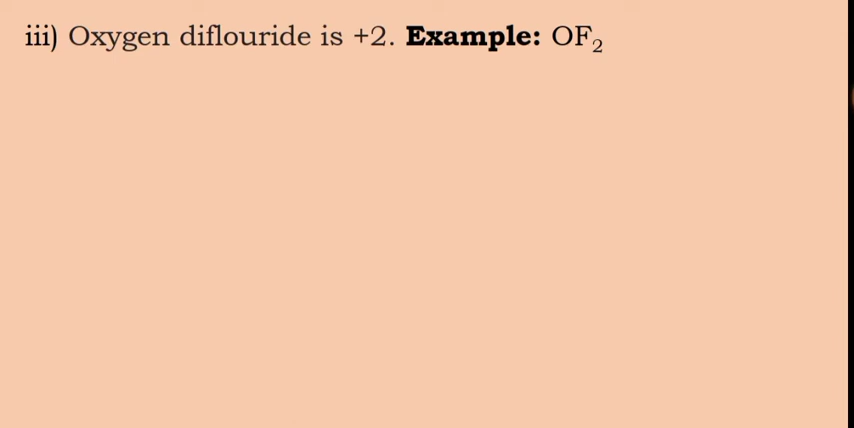 iii) Oxygen diflouride is +2. Example: OF₂